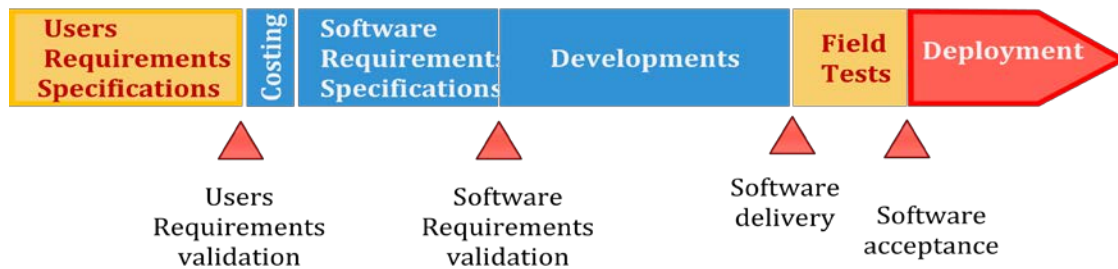 Users
Requirements
Specifications
Costing
Software
Requirements
Specifications
Developments
Field
Tests
Deployment
Users
Requirements
validation
Software
Requirements
validation
Software
delivery
Software
acceptance